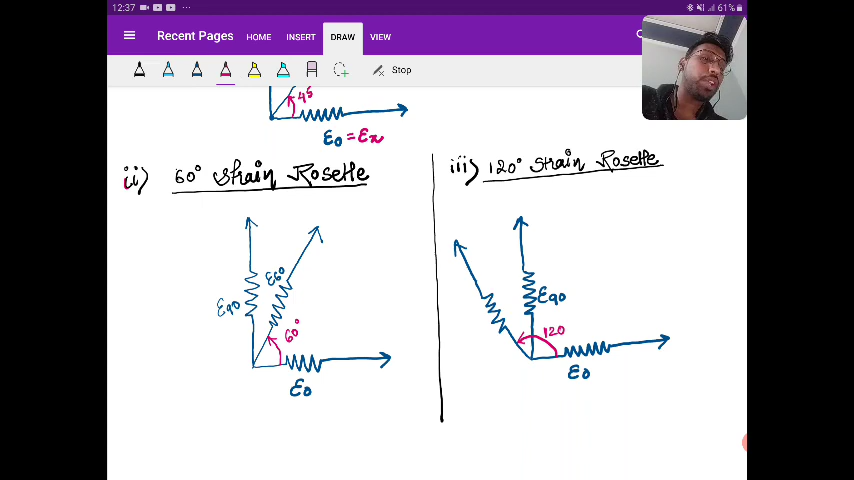 12:37
61%
Recent Pages HOME INSERT DRAW VIEW
Stop
45
ε0 = εx
ii) 60° Strain Rosette
iii) 120° Strain Rosette
ε90
ε60
60°
ε0
ε90
120
ε0